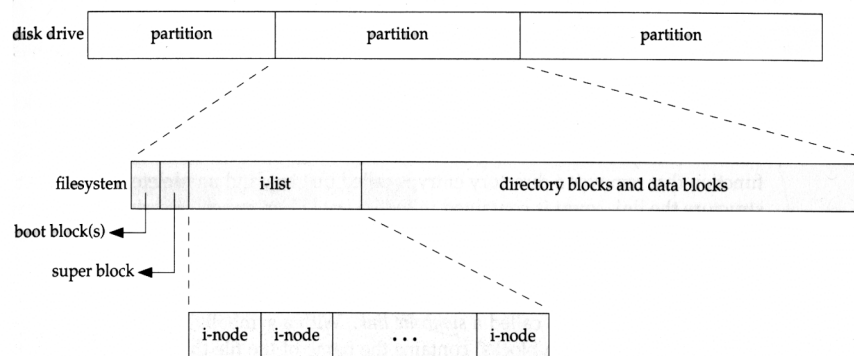 disk drive partition partition partition
filesystem i-list directory blocks and data blocks
boot block(s)
super block
i-node i-node ... i-node